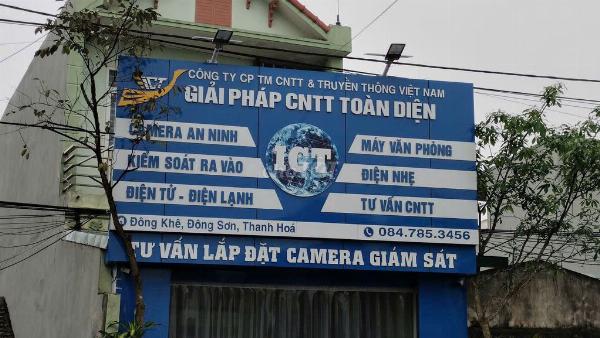 CÔNG TY CP TM CNTT & TRUYỀN THÔNG VIỆT NAM
GIẢI PHÁP CNTT TOÀN DIỆN
CAMERA AN NINH
MÁY VĂN PHÒNG
IGT
KIỂM SOÁT RA VÀO
ĐIỆN NHẸ
ĐIỆN TỬ - ĐIỆN LẠNH
TƯ VẤN CNTT
Đông Khê, Đông Sơn, Thanh Hoá
084.785.3456
TƯ VẤN LẮP ĐẶT CAMERA GIÁM SÁT